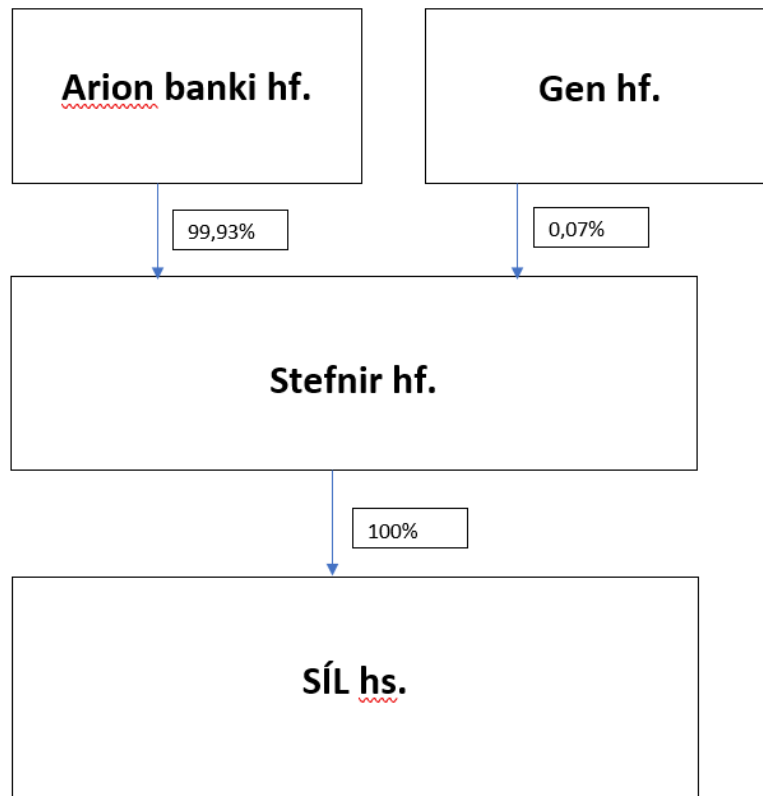 Arion banki hf.
Gen hf.
99,93%
0,07%
Stefnir hf.
100%
SÍL hs.